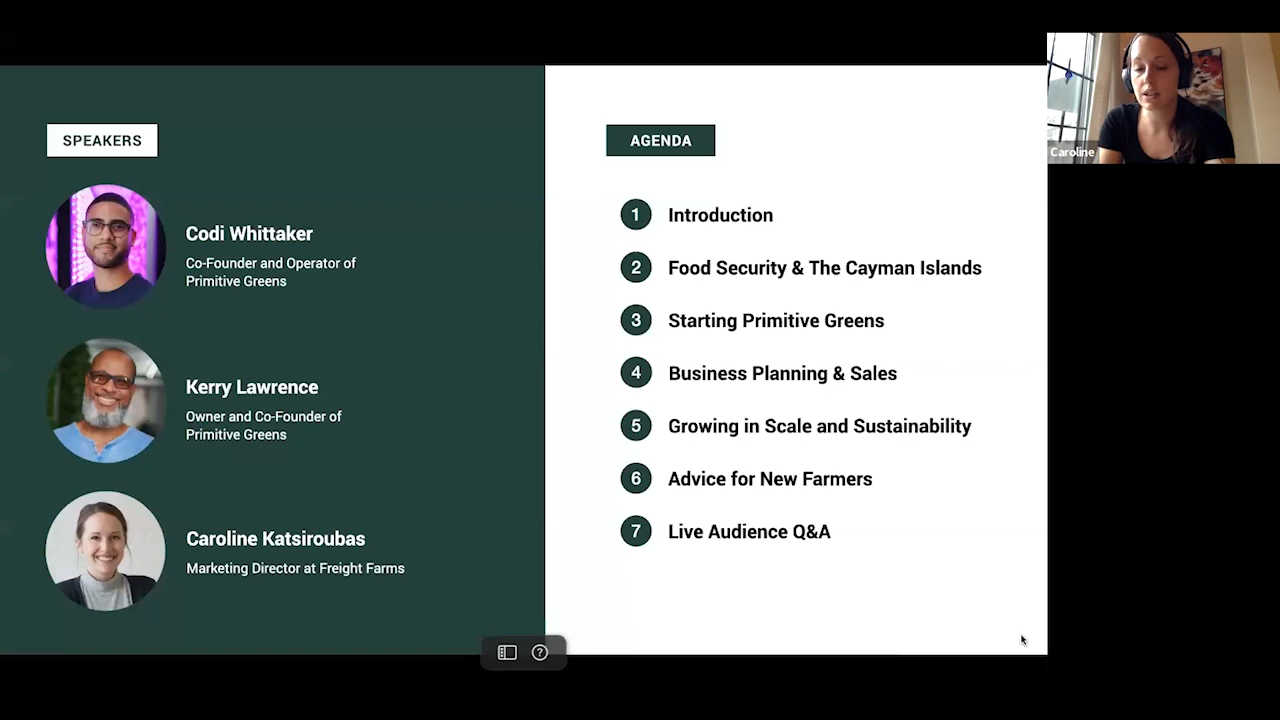 SPEAKERS
Codi Whittaker
Co-Founder and Operator of
Primitive Greens
Kerry Lawrence
Owner and Co-Founder of
Primitive Greens
Caroline Katsiroubas
Marketing Director at Freight Farms
AGENDA
1 Introduction
2 Food Security & The Cayman Islands
3 Starting Primitive Greens
4 Business Planning & Sales
5 Growing in Scale and Sustainability
6 Advice for New Farmers
7 Live Audience Q&A
?
Caroline